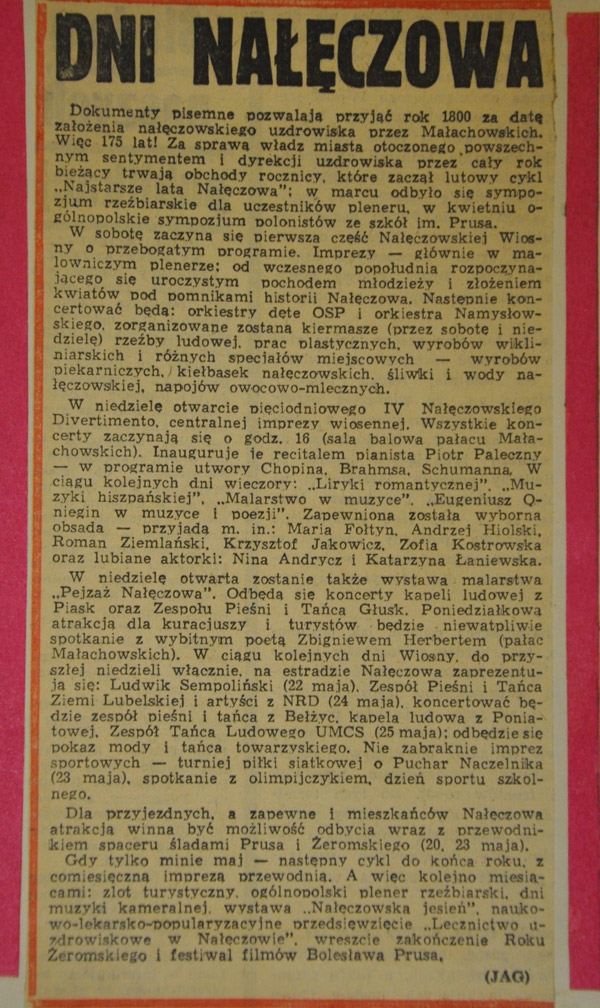 DNI NAŁĘCZOWA
Dokumenty pisemne pozwalają przyjąć rok 1800 za datę
założenia nałęczowskiego uzdrowiska przez Małachowskich.
Więc 175 lat! Za sprawą władz miasta otoczonego powszech-
nym sentymentem i dyrekcji uzdrowiska przez cały rok
bieżący trwają obchody rocznicy, które zaczął lutowy cykl
„Najstarsze lata Nałęczowa"; w marcu odbyło się sympo-
zjum rzeźbiarskie dla uczestników pleneru, w kwietniu o-
gólnopolskie sympozjum polonistów ze szkół im. Prusa.
W sobotę zaczyna się pierwsza część Nałęczowskiej Wios-
ny o przebogatym programie. Imprezy — głównie w ma-
lowniczym plenerze; od wczesnego popołudnia rozpoczyna-
jącego się uroczystym pochodem młodzieży i złożeniem
kwiatów pod pomnikami historii Nałęczowa. Następnie kon-
certować będą: orkiestry dęte OSP i orkiestra Namysłow-
skiego, zorganizowane zostaną kiermasze (przez sobotę i nie-
dzielę) rzeźby ludowej, prac plastycznych, wyrobów wikli-
niarskich i różnych specjałów miejscowych — wyrobów
piekarniczych, kiełbasek nałęczowskich, śliwki i wody na-
łęczowskiej, napojów owocowo-mlecznych.
W niedzielę otwarcie pięciodniowego IV Nałęczowskiego
Divertimento, centralnej imprezy wiosennej. Wszystkie kon-
certy zaczynają się o godz. 16 (sala balowa pałacu Mała-
chowskich). Inauguruje je recitalem pianista Piotr Paleczny
— w programie utwory Chopina, Brahmsa, Schumanna. W
ciągu kolejnych dni wieczory: „Liryki romantycznej", „Mu-
zyki hiszpańskiej", „Malarstwo w muzyce", „Eugeniusz O-
niegin w muzyce i poezji". Zapewniona została wyborna
obsada — przyjadą m. in.: Maria Fołtyn, Andrzej Hiolski,
Roman Ziemlański, Krzysztof Jakowicz, Zofia Kostrowska
oraz lubiane aktorki: Nina Andrycz i Katarzyna Łaniewska.
W niedzielę otwarta zostanie także wystawa malarstwa
„Pejzaż Nałęczowa". Odbędą się koncerty kapeli ludowej z
Piask oraz Zespołu Pieśni i Tańca Głusk. Poniedziałkową
atrakcją dla kuracjuszy i turystów będzie niewątpliwie
spotkanie z wybitnym poetą Zbigniewem Herbertem (pałac
Małachowskich). W ciągu kolejnych dni Wiosny, do przy-
szłej niedzieli włącznie, na estradzie Nałęczowa zaprezentu-
ją się: Ludwik Sempoliński (22 maja), Zespół Pieśni i Tańca
Ziemi Lubelskiej i artyści z NRD (24 maja), koncertować bę-
dzie zespół pieśni i tańca z Bełżyc, kapela ludowa z Ponia-
towej, Zespół Tańca Ludowego UMCS (25 maja); odbędzie się
pokaz mody i tańca towarzyskiego. Nie zabraknie imprez
sportowych — turniej piłki siatkowej o Puchar Naczelnika
(23 maja), spotkanie z olimpijczykiem, dzień sportu szkol-
nego.
Dla przyjezdnych, a zapewne i mieszkańców Nałęczowa
atrakcją winna być możliwość odbycia wraz z przewodni-
kiem spaceru śladami Prusa i Żeromskiego (20, 23 maja).
Gdy tylko minie maj — następny cykl do końca roku, z
comiesięczną imprezą przewodnią. A więc kolejno miesią-
cami: zlot turystyczny, ogólnopolski plener rzeźbiarski, dni
muzyki kameralnej, wystawa „Nałęczowska jesień", nauko-
wo-lekarsko-popularyzacyjne przedsięwzięcie „Lecznictwo u-
zdrowiskowe w Nałęczowie", wreszcie zakończenie Roku
Żeromskiego i festiwal filmów Bolesława Prusa.
(JAG)